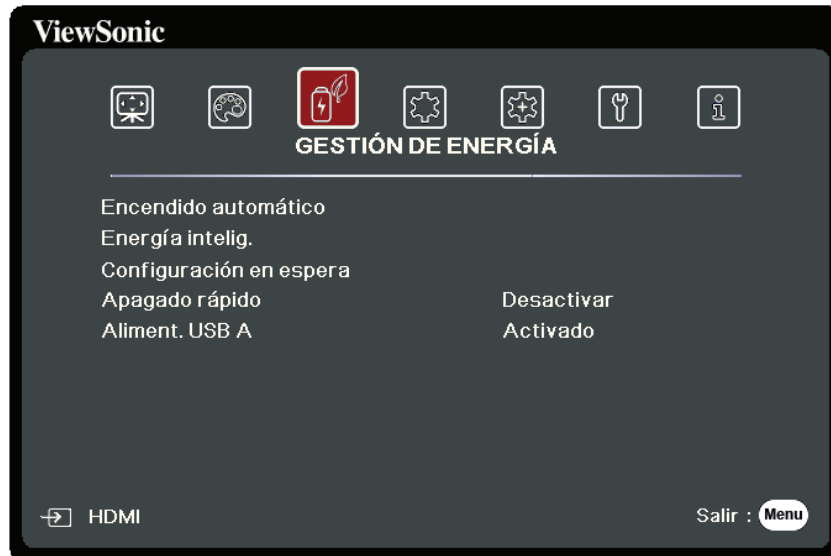 ViewSonic
GESTIÓN DE ENERGÍA
Encendido automático
Energía intelig.
Configuración en espera
Apagado rápido Desactivar
Aliment. USB A Activado
HDMI Salir : Menu